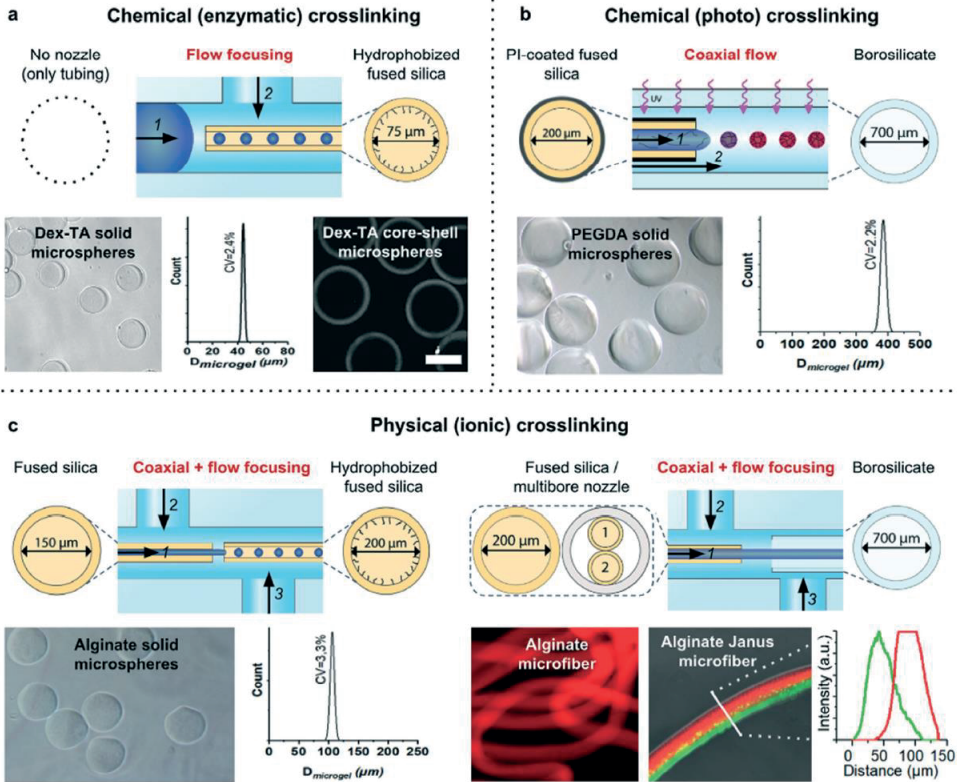 a
Chemical (enzymatic) crosslinking
No nozzle
(only tubing)
Flow focusing
Hydrophobized
fused silica
1
2
75 µm
Dex-TA solid
microspheres
Count
CV=2.4%
0 20 40 60 80
D microgel (µm)
Dex-TA core-shell
microspheres
b
Chemical (photo) crosslinking
PI-coated fused
silica
Coaxial flow
Borosilicate
200 µm
UV
1
2
700 µm
PEGDA solid
microspheres
Count
CV=2.2%
0 100 200 300 400 500
D microgel (µm)
c
Physical (ionic) crosslinking
Fused silica
Coaxial + flow focusing
Hydrophobized
fused silica
150 µm
2
1
3
200 µm
Alginate solid
microspheres
Count
CV=3,3%
0 50 100 150 200 250
D microgel (µm)
Fused silica /
multibore nozzle
Coaxial + flow focusing
Borosilicate
200 µm
1
2
2
1
3
700 µm
Alginate
microfiber
Alginate Janus
microfiber
Intensity (a.u.)
0 50 100 150
Distance (µm)